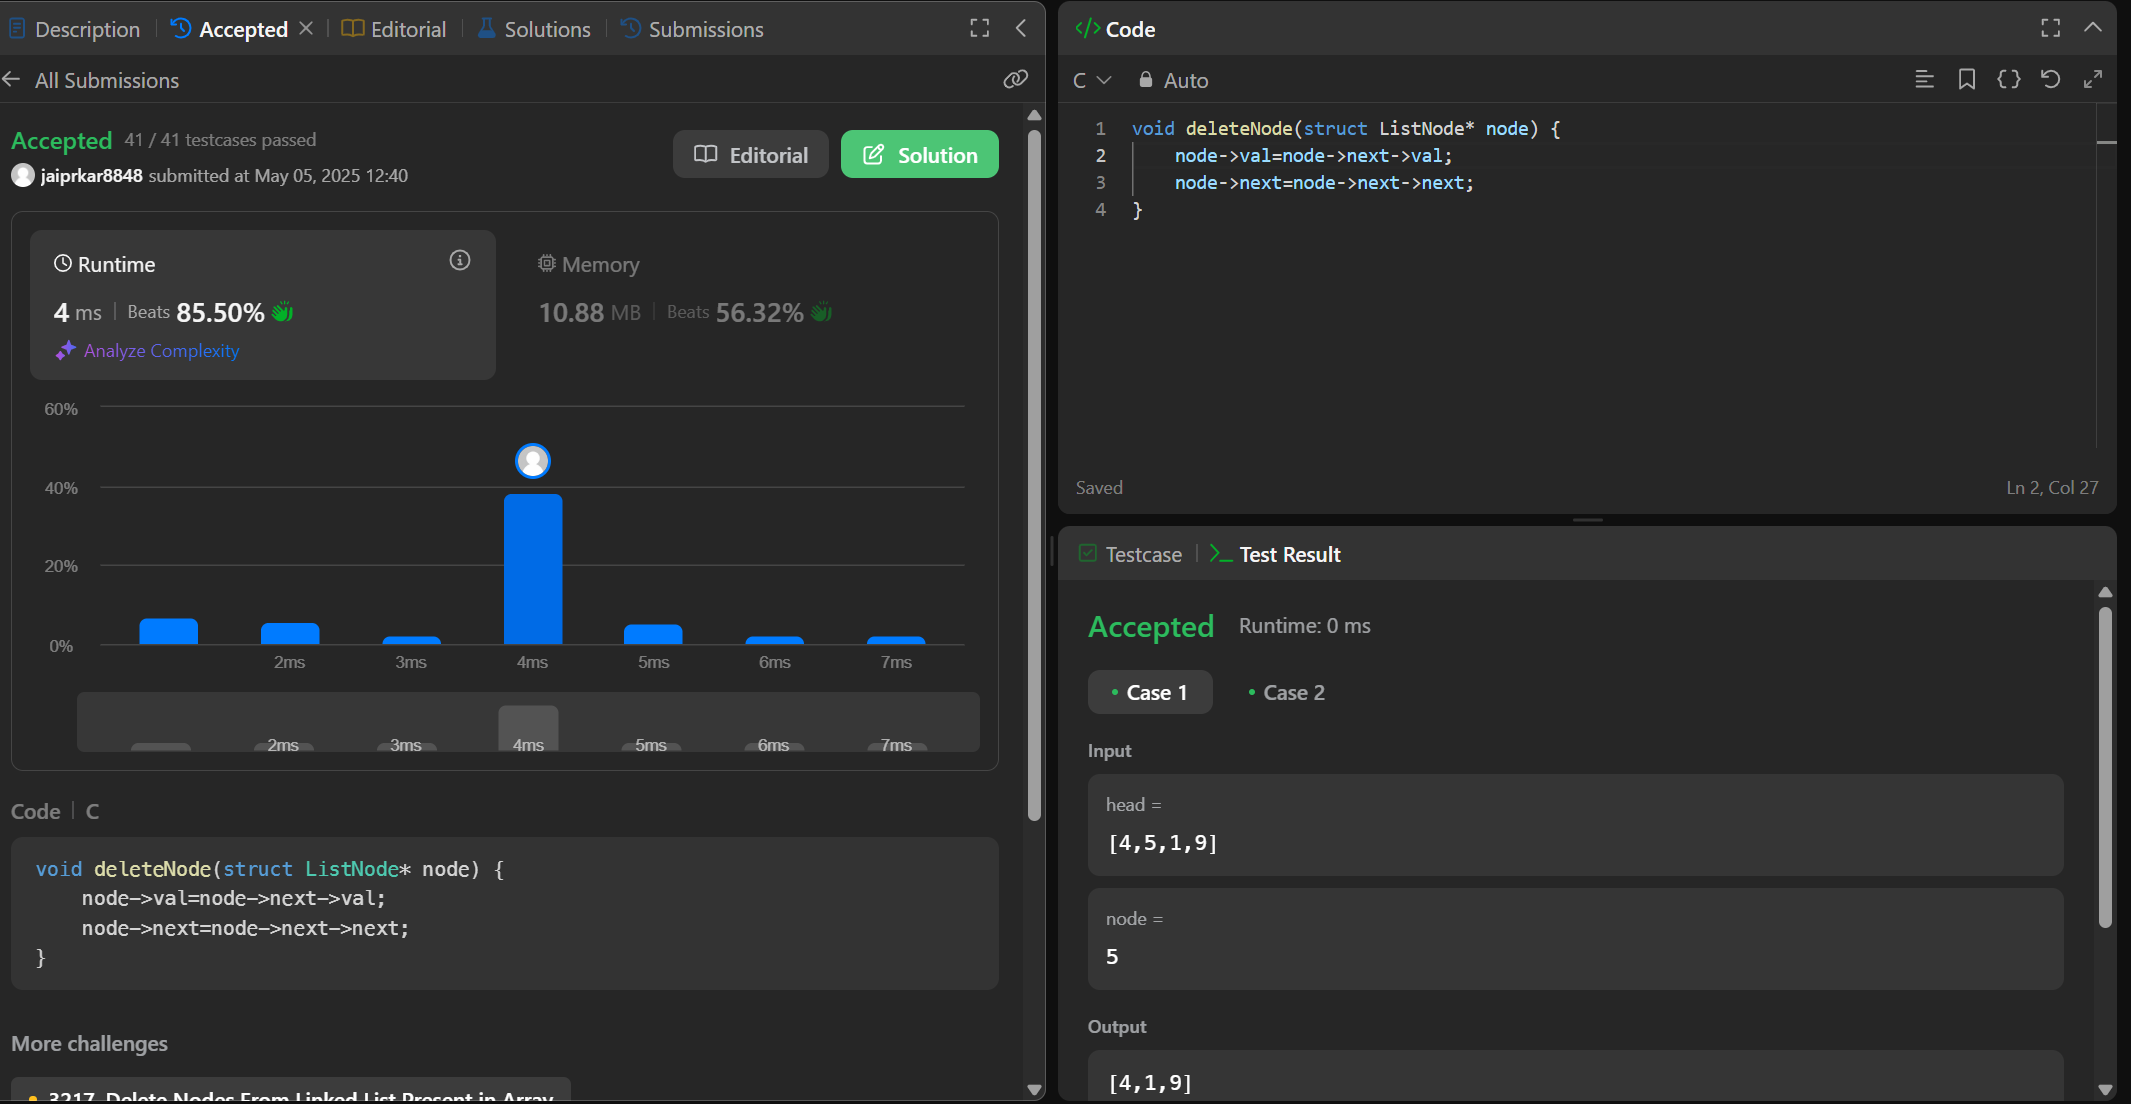 Description
Accepted
Editorial
Solutions
Submissions
All Submissions
Accepted 41 / 41 testcases passed
jaiprkar8848 submitted at May 05, 2025 12:40
Editorial
Solution
Runtime
4 ms Beats 85.50%
Analyze Complexity
Memory
10.88 MB Beats 56.32%
60%
40%
20%
0%
2ms 3ms 4ms 5ms 6ms 7ms
2ms 3ms 4ms 5ms 6ms 7ms
Code C
void deleteNode(struct ListNode* node) {
    node->val=node->next->val;
    node->next=node->next->next;
}
More challenges
3217. Delete Nodes From Linked List Present in Array
</> Code
C Auto
1 void deleteNode(struct ListNode* node) {
2     node->val=node->next->val;
3     node->next=node->next->next;
4 }
Saved
Ln 2, Col 27
Testcase
Test Result
Accepted Runtime: 0 ms
Case 1 Case 2
Input
head =
[4,5,1,9]
node =
5
Output
[4,1,9]